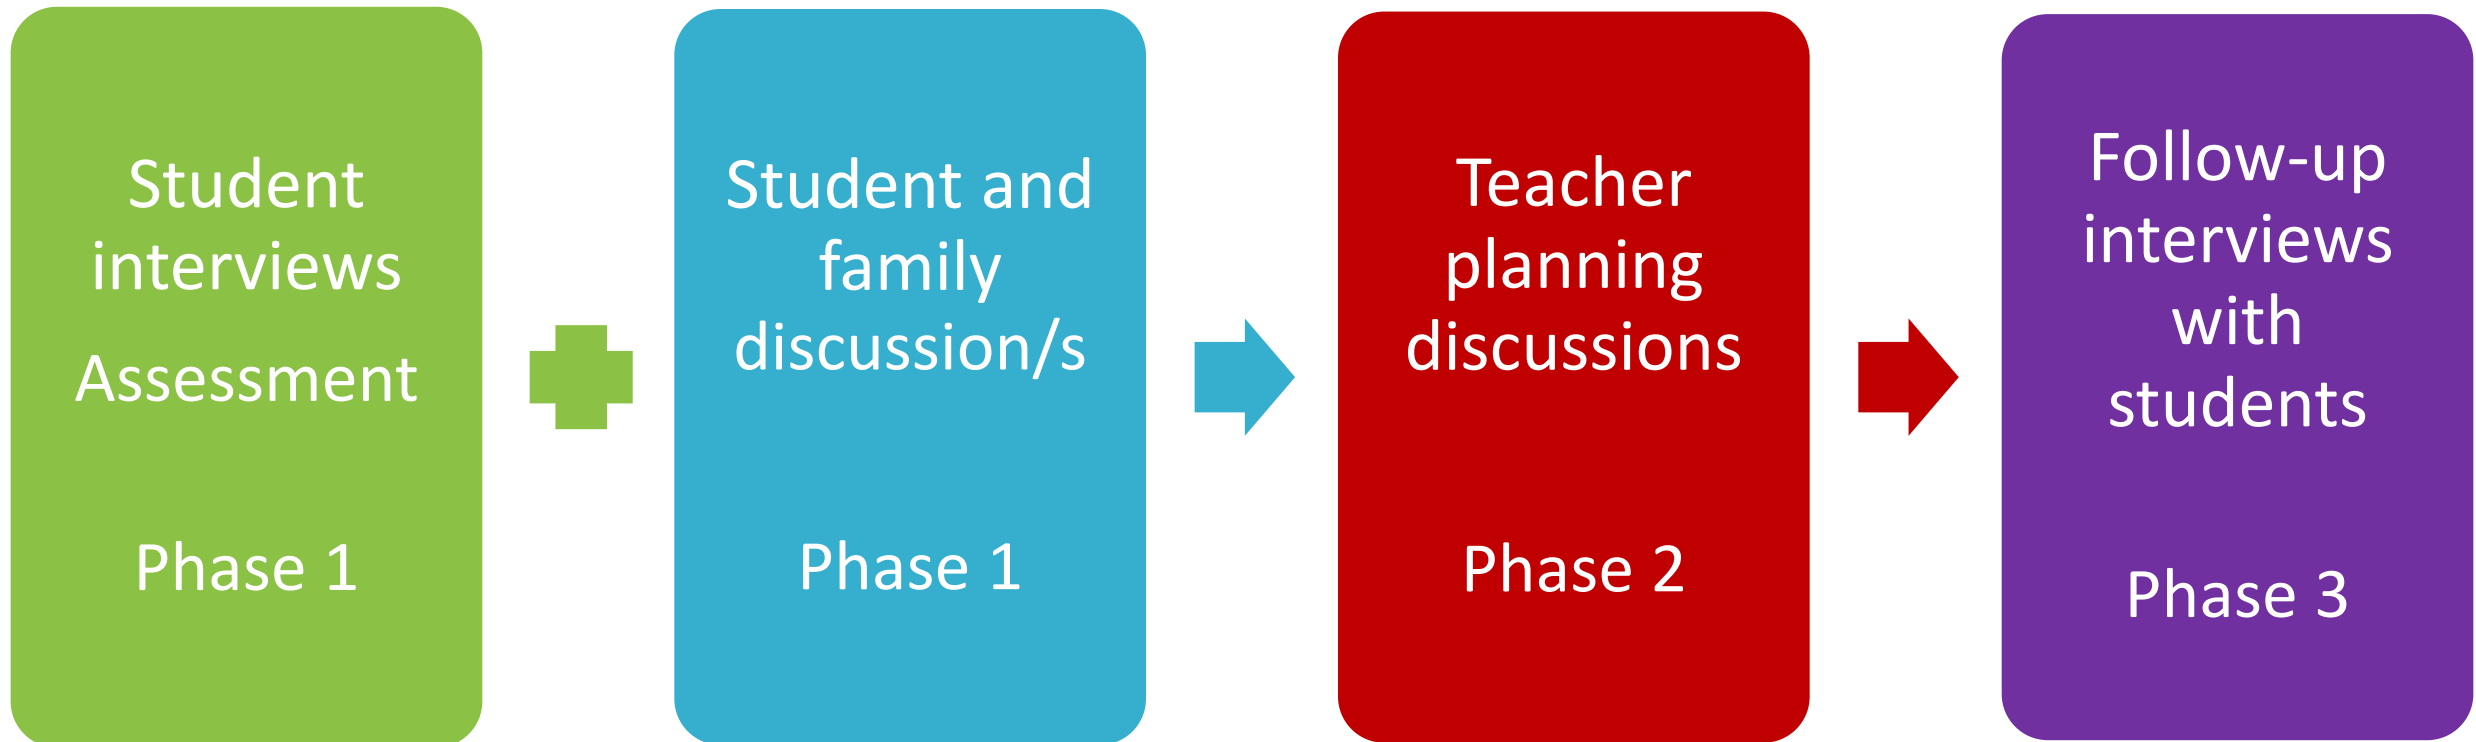 Student
interviews
Assessment
Phase 1
Student and
family
discussion/s
Phase 1
Teacher
planning
discussions
Phase 2
Follow-up
interviews
with
students
Phase 3